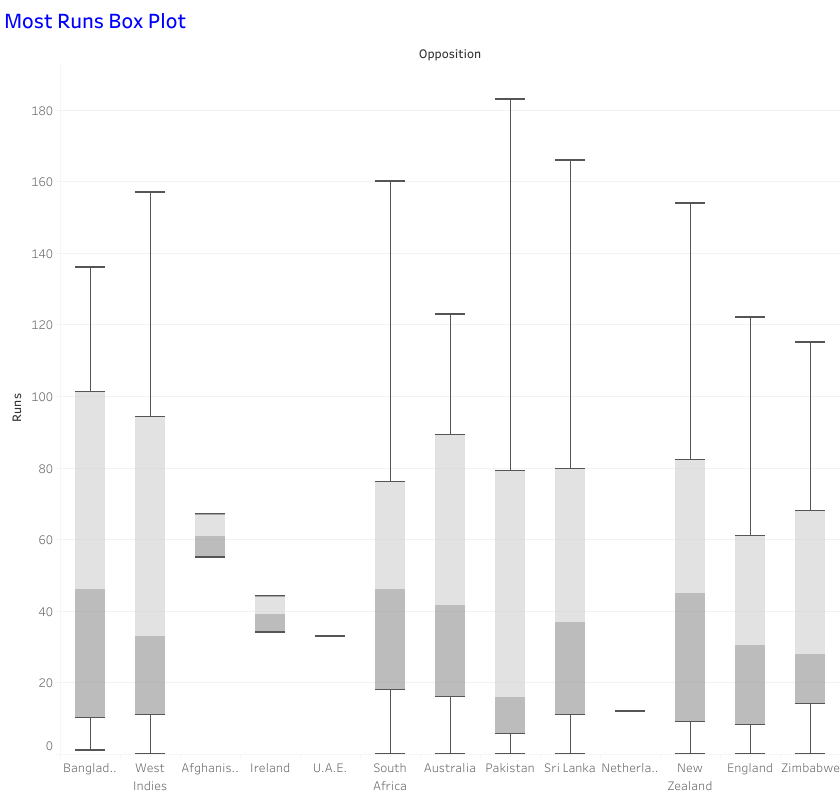 Most Runs Box Plot
Opposition
180
160
140
120
100
80
60
40
20
0
Runs
Banglad..
West
Indies
Afghanis..
Ireland
U.A.E.
South
Africa
Australia
Pakistan
Sri Lanka
Netherla..
New
Zealand
England
Zimbabwe